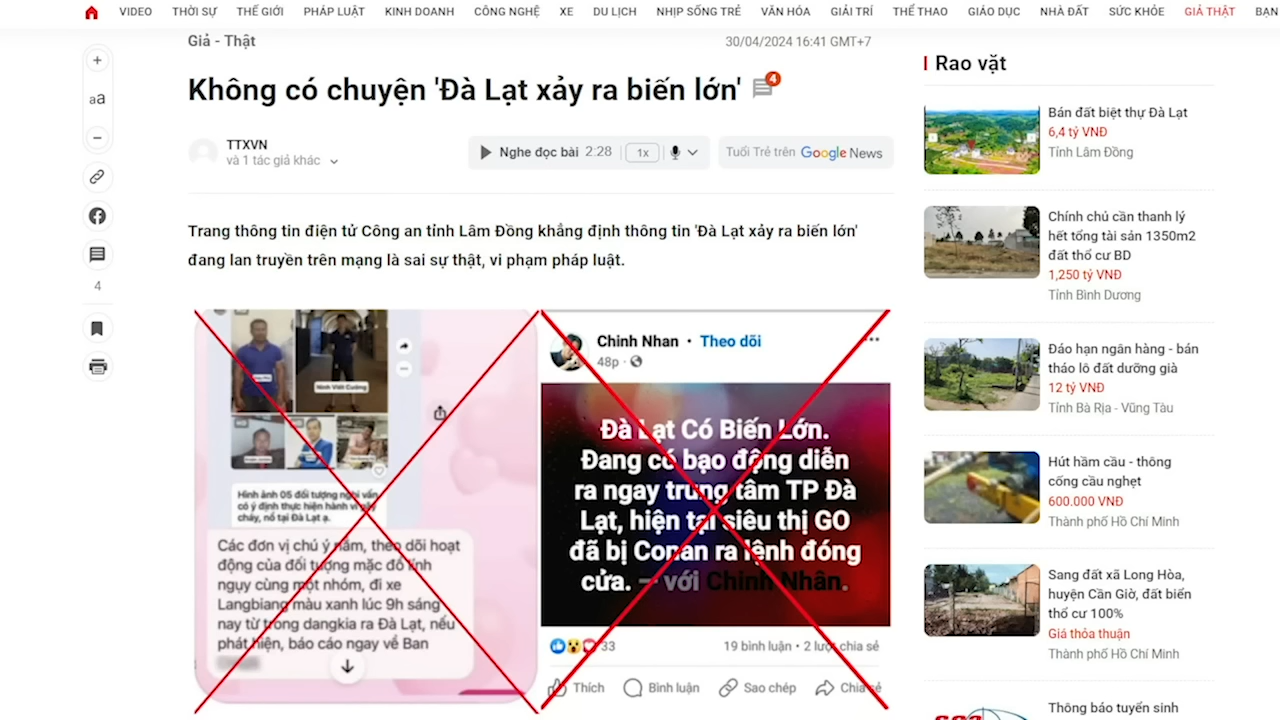 VIDEO THỜI SỰ THẾ GIỚI PHÁP LUẬT KINH DOANH CÔNG NGHỆ XE DU LỊCH NHỊP SỐNG TRẺ VĂN HÓA GIẢI TRÍ THỂ THAO GIÁO DỤC NHÀ ĐẤT SỨC KHỎE GIẢ THẬT BẠN
Giả - Thật
30/04/2024 16:41 GMT+7
Không có chuyện 'Đà Lạt xảy ra biến lớn'
4
TTXVN
và 1 tác giả khác
Nghe đọc bài 2:28 1x
Tuổi Trẻ trên Google News
aa
4
Trang thông tin điện tử Công an tỉnh Lâm Đồng khẳng định thông tin 'Đà Lạt xảy ra biến lớn'
đang lan truyền trên mạng là sai sự thật, vi phạm pháp luật.
Ninh Viết Cường
Hình ảnh 05 đối tượng nghi vấn
có ý định thực hiện hành vi gây
cháy, nổ tại Đà Lạt ạ.
Các đơn vị chú ý nắm, theo dõi hoạt
động của đối tượng mặc đồ lính
ngụy cùng một nhóm, đi xe
Langbiang màu xanh lúc 9h sáng
nay từ trong dangkia ra Đà Lạt, nếu
phát hiện, báo cáo ngay về Ban
Chinh Nhan • Theo dõi
48p
Đà Lạt Có Biến Lớn.
Đang có bạo động diễn
ra ngay trung tâm TP Đà
Lạt, hiện tại siêu thị GO
đã bị Conan ra lệnh đóng
cửa. — với Chinh Nhân.
33
19 bình luận • 2 lượt chia sẻ
Thích Bình luận Sao chép Chia sẻ
Rao vặt
Bán đất biệt thự Đà Lạt
6,4 tỷ VNĐ
Tỉnh Lâm Đồng
Chính chủ cần thanh lý
hết tổng tài sản 1350m2
đất thổ cư BD
1,250 tỷ VNĐ
Tỉnh Bình Dương
Đáo hạn ngân hàng - bán
tháo lô đất dưỡng già
12 tỷ VNĐ
Tỉnh Bà Rịa - Vũng Tàu
Hút hầm cầu - thông
cống cầu nghẹt
600.000 VNĐ
Thành phố Hồ Chí Minh
Sang đất xã Long Hòa,
huyện Cần Giờ, đất biển
thổ cư 100%
Giá thỏa thuận
Thành phố Hồ Chí Minh
Thông báo tuyển sinh